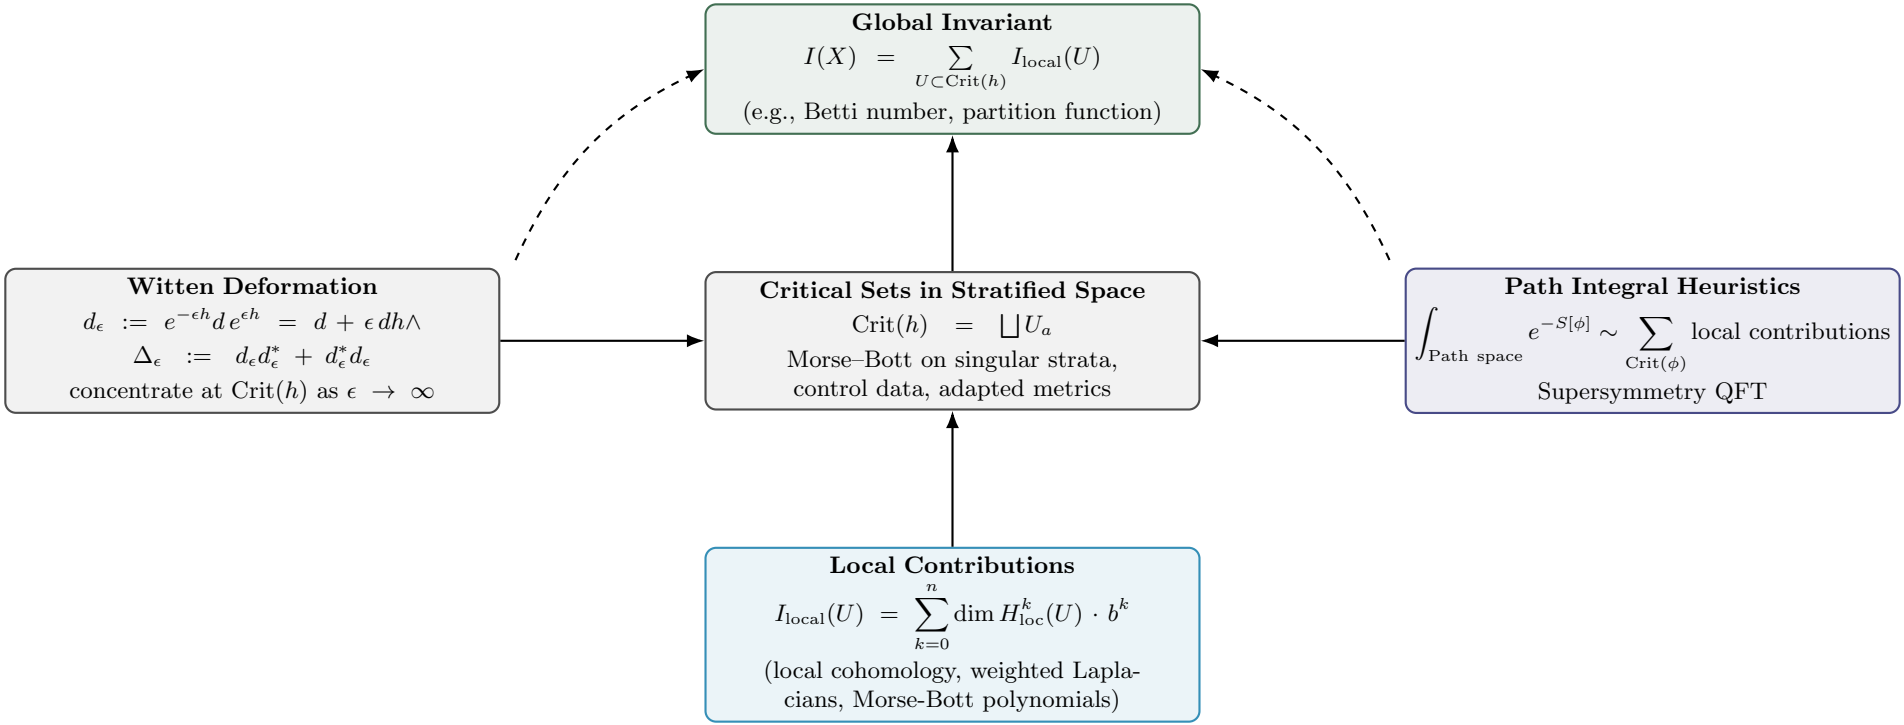 Global Invariant
I(X) = ∑_{U⊂Crit(h)} I_local(U)
(e.g., Betti number, partition function)
Witten Deformation
d_ϵ := e^{−ϵh} d e^{ϵh} = d + ϵ dh∧
Δ_ϵ := d_ϵ d_ϵ^* + d_ϵ^* d_ϵ
concentrate at Crit(h) as ϵ → ∞
Critical Sets in Stratified Space
Crit(h) = ⨆ U_a
Morse–Bott on singular strata,
control data, adapted metrics
Path Integral Heuristics
∫_{Path space} e^{−S[ϕ]} ∼ ∑_{Crit(ϕ)} local contributions
Supersymmetry QFT
Local Contributions
I_local(U) = ∑_{k=0}^{n} dim H^k_loc(U) · b^k
(local cohomology, weighted Lapla-
cians, Morse-Bott polynomials)